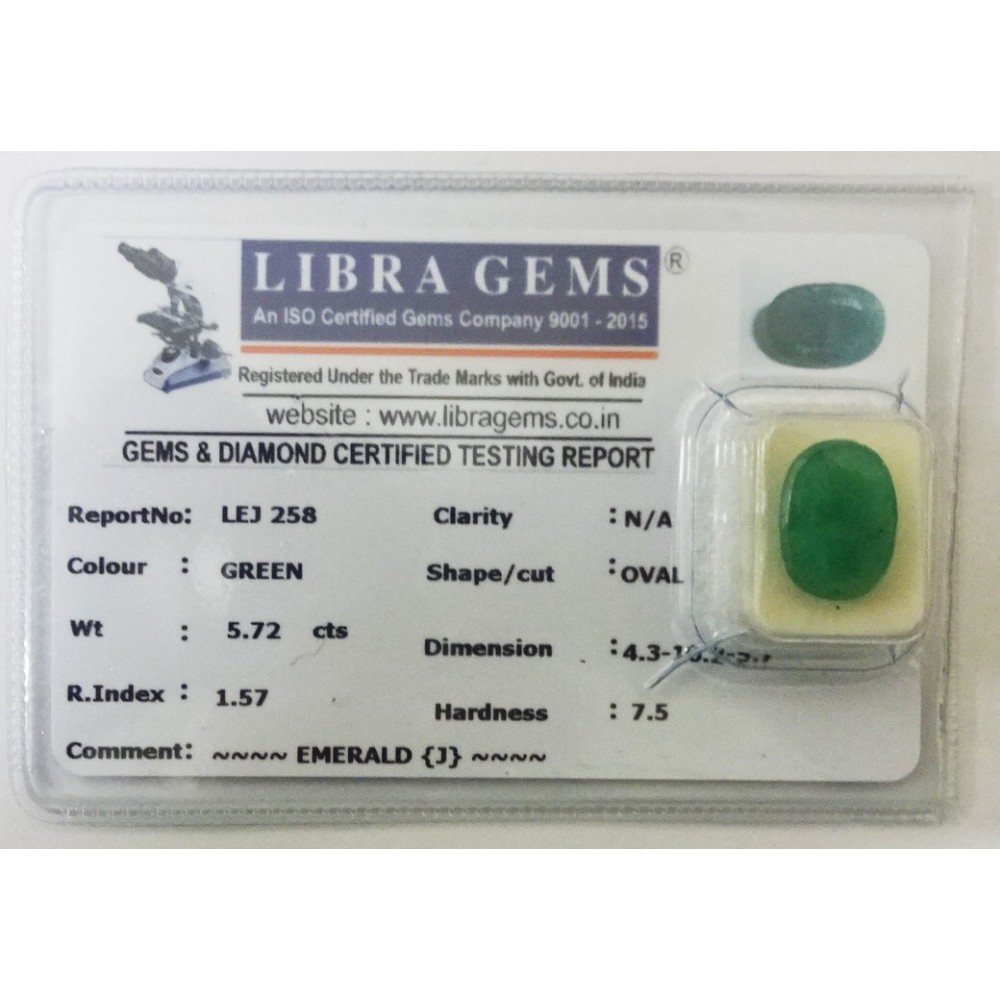 LIBRA GEMS ®
An ISO Certified Gems Company 9001 - 2015
Registered Under the Trade Marks with Govt. of India
website : www.libragems.co.in
GEMS & DIAMOND CERTIFIED TESTING REPORT
ReportNo: LEJ 258 Clarity : N/A
Colour : GREEN Shape/cut : OVAL
Wt : 5.72 cts Dimension :
R.Index : 1.57 Hardness : 7.5
Comment: ~~~~ EMERALD {J} ~~~~